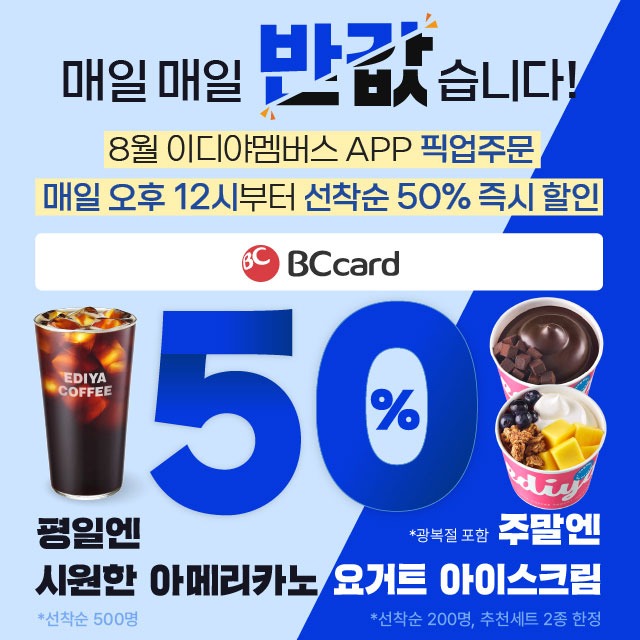 매일 매일 반값습니다!
8월 이디야멤버스 APP 픽업주문
매일 오후 12시부터 선착순 50% 즉시 할인
BC BCcard
50%
EDIYA
COFFEE
ediya
평일엔
시원한 아메리카노
*선착순 500명
*광복절 포함 주말엔
요거트 아이스크림
*선착순 200명, 추천세트 2종 한정